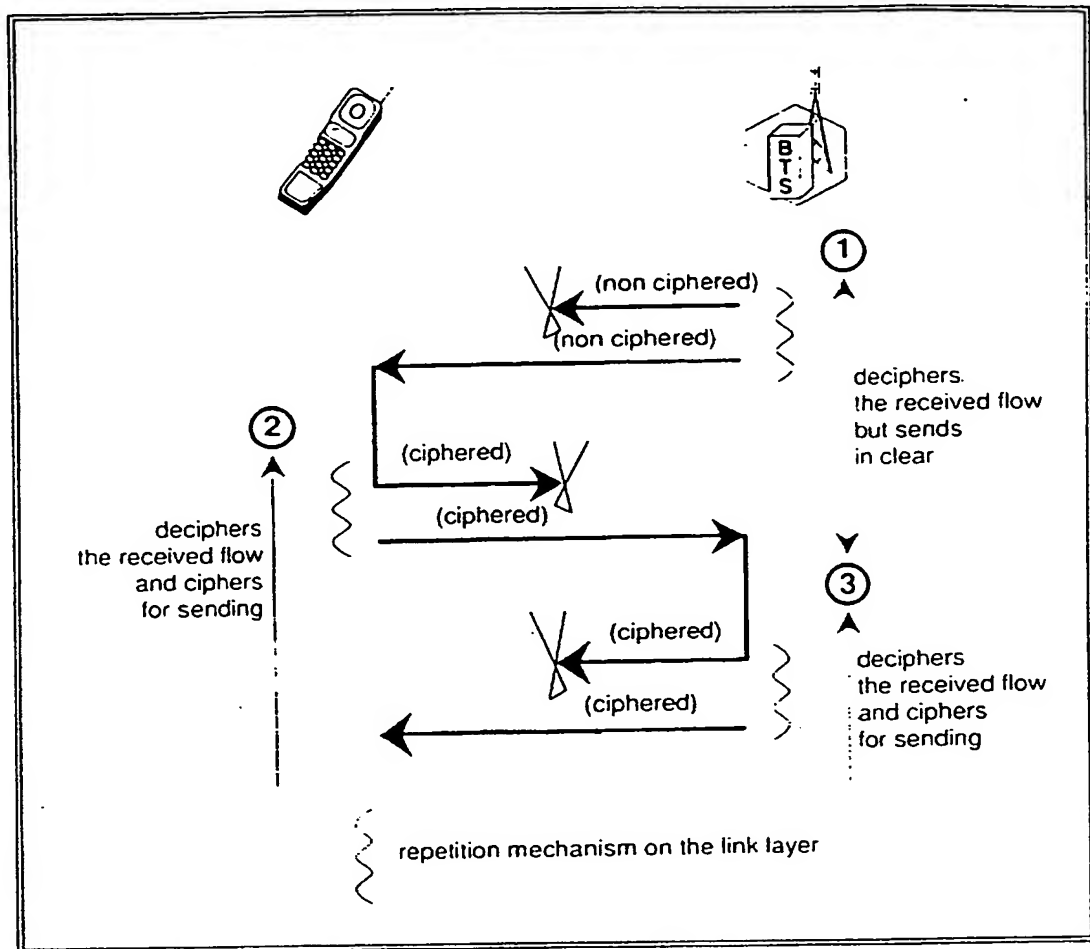 B
T
S
1
(non ciphered)
(non ciphered)
deciphers.
the received flow
but sends
in clear
2
(ciphered)
(ciphered)
deciphers
the received flow
and ciphers
for sending
3
(ciphered)
(ciphered)
deciphers
the received flow
and ciphers
for sending
repetition mechanism on the link layer